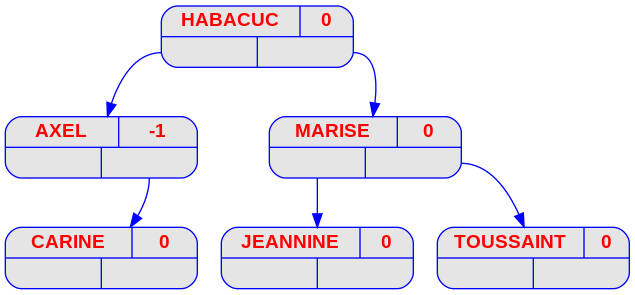 HABACUC 0
AXEL -1
MARISE 0
CARINE 0
JEANNINE 0
TOUSSAINT 0